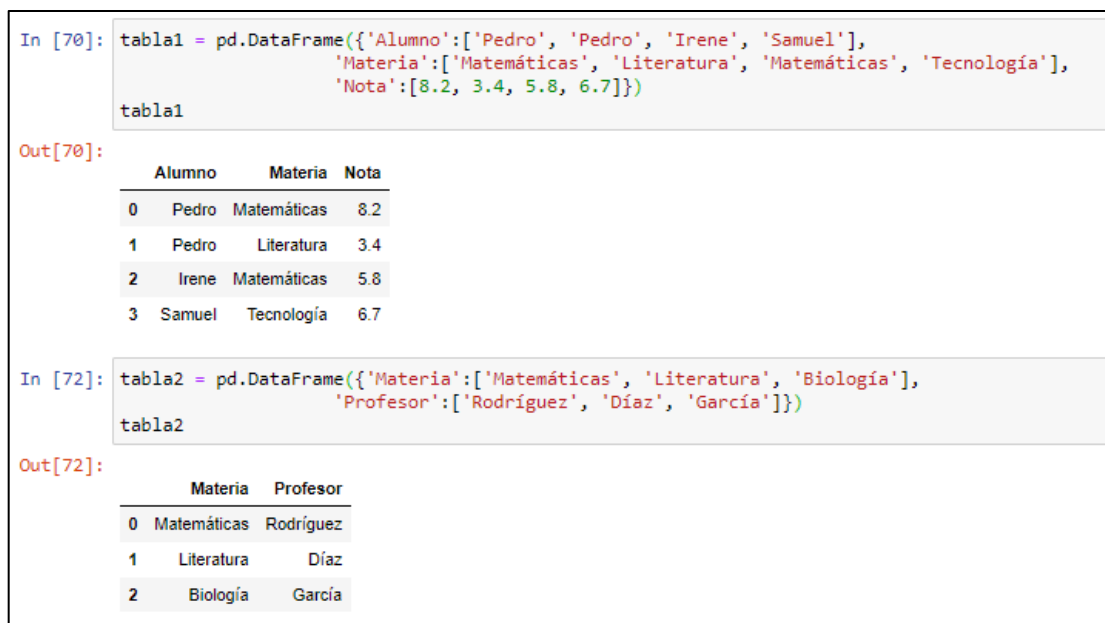 In [70]: tabla1 = pd.DataFrame({'Alumno':['Pedro', 'Pedro', 'Irene', 'Samuel'],
'Materia':['Matemáticas', 'Literatura', 'Matemáticas', 'Tecnología'],
'Nota':[8.2, 3.4, 5.8, 6.7]})
tabla1
Out[70]:
Alumno Materia Nota
0 Pedro Matemáticas 8.2
1 Pedro Literatura 3.4
2 Irene Matemáticas 5.8
3 Samuel Tecnología 6.7
In [72]: tabla2 = pd.DataFrame({'Materia':['Matemáticas', 'Literatura', 'Biología'],
'Profesor':['Rodríguez', 'Díaz', 'García']})
tabla2
Out[72]:
Materia Profesor
0 Matemáticas Rodríguez
1 Literatura Díaz
2 Biología García